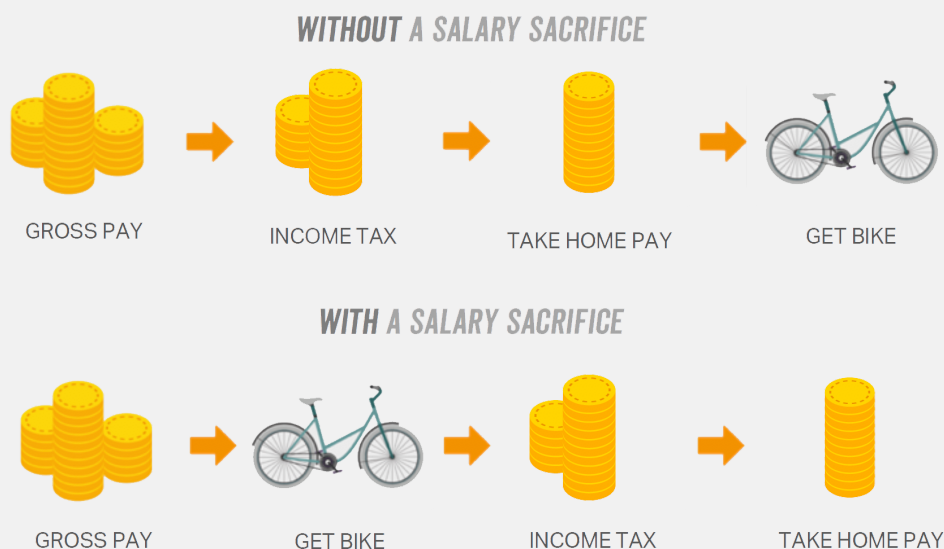 WITHOUT A SALARY SACRIFICE
GROSS PAY
INCOME TAX
TAKE HOME PAY
GET BIKE
WITH A SALARY SACRIFICE
GROSS PAY
GET BIKE
INCOME TAX
TAKE HOME PAY